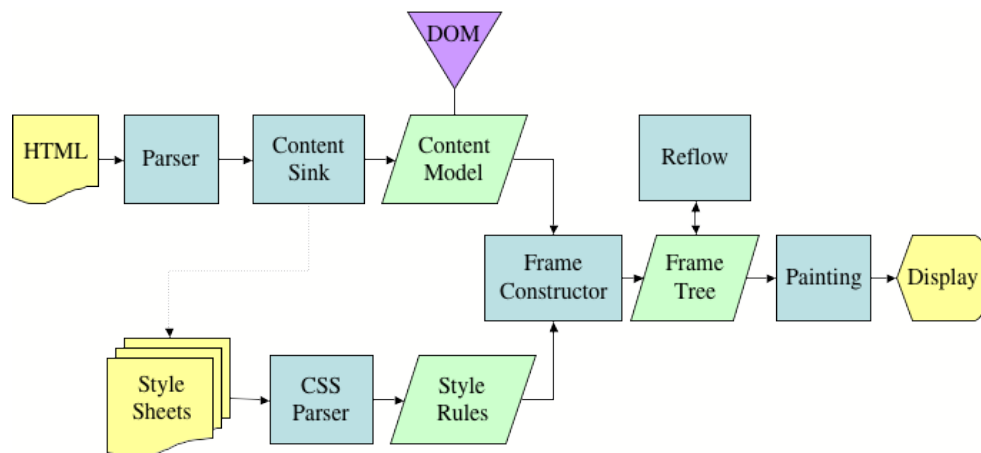 DOM
HTML
Parser
Content
Sink
Content
Model
Reflow
Frame
Constructor
Frame
Tree
Painting
Display
Style
Sheets
CSS
Parser
Style
Rules